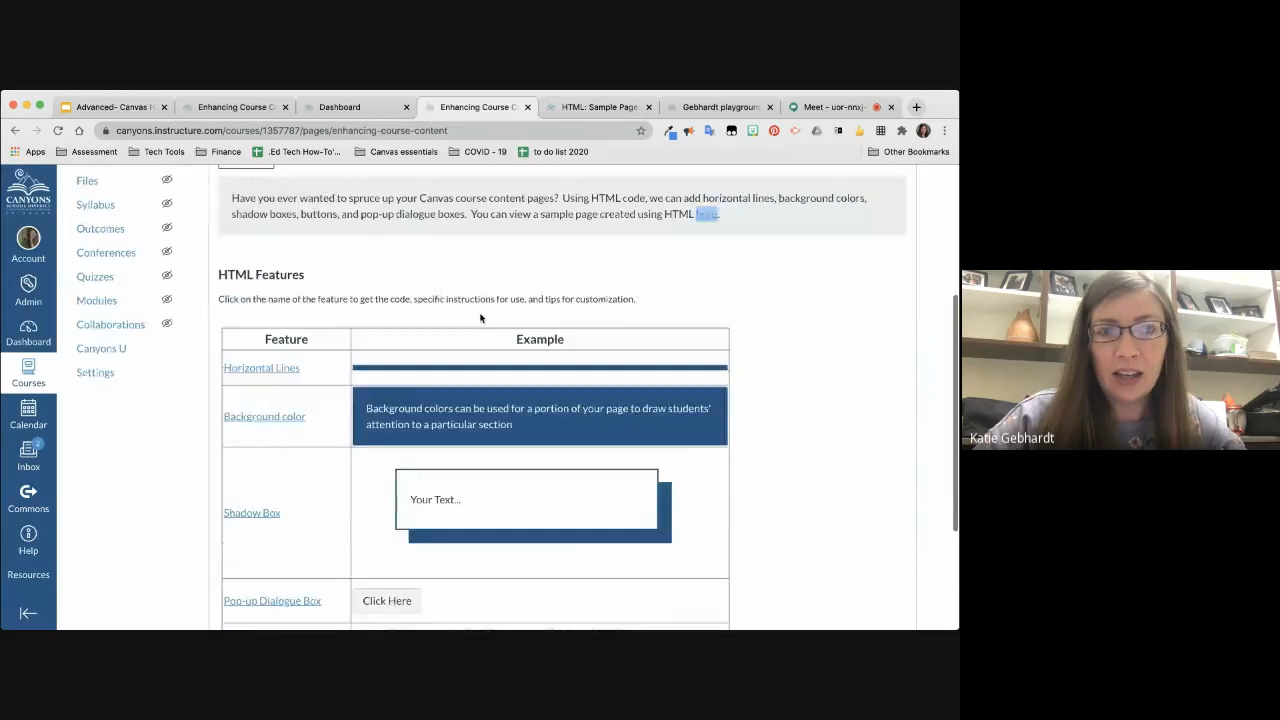 Advanced- Canvas H
Enhancing Course C
Dashboard
Enhancing Course C
HTML: Sample Page
Gebhardt playground
Meet - uor-nnxj-
canyons.instructure.com/courses/1357787/pages/enhancing-course-content
Apps
Assessment
Tech Tools
Finance
.Ed Tech How-To'...
Canvas essentials
COVID - 19
to do list 2020
Other Bookmarks
CANYONS
SCHOOL DISTRICT
Account
Admin
Dashboard
Courses
Calendar
2
Inbox
Commons
Help
Resources
Files
Syllabus
Outcomes
Conferences
Quizzes
Modules
Collaborations
Canyons U
Settings
Have you ever wanted to spruce up your Canvas course content pages? Using HTML code, we can add horizontal lines, background colors,
shadow boxes, buttons, and pop-up dialogue boxes. You can view a sample page created using HTML here.
HTML Features
Click on the name of the feature to get the code, specific instructions for use, and tips for customization.
Feature
Example
Horizontal Lines
Background color
Background colors can be used for a portion of your page to draw students'
attention to a particular section
Shadow Box
Your Text...
Pop-up Dialogue Box
Click Here
Katie Gebhardt